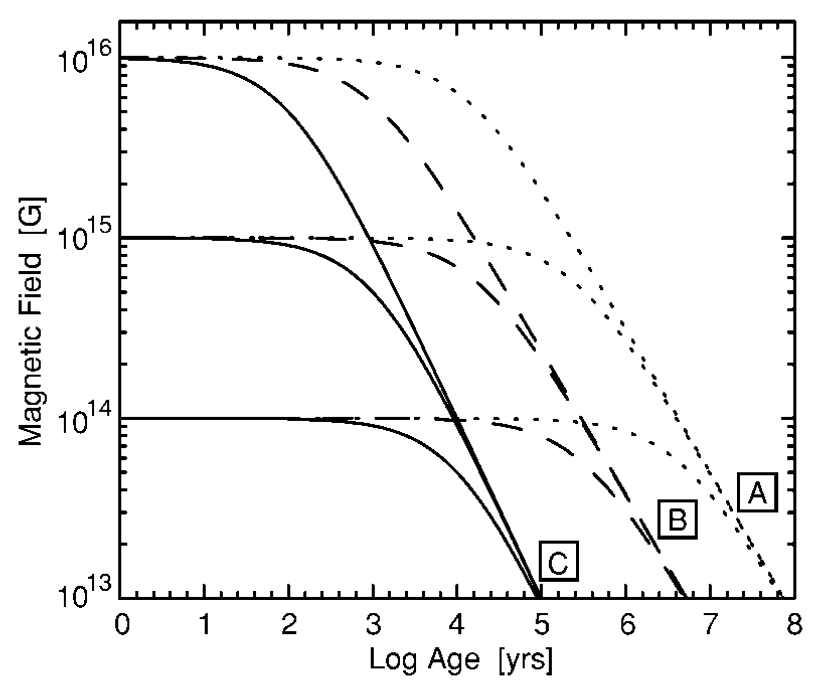 10^16
10^15
10^14
10^13
Magnetic Field [G]
A
B
C
0 1 2 3 4 5 6 7 8
Log Age [yrs]